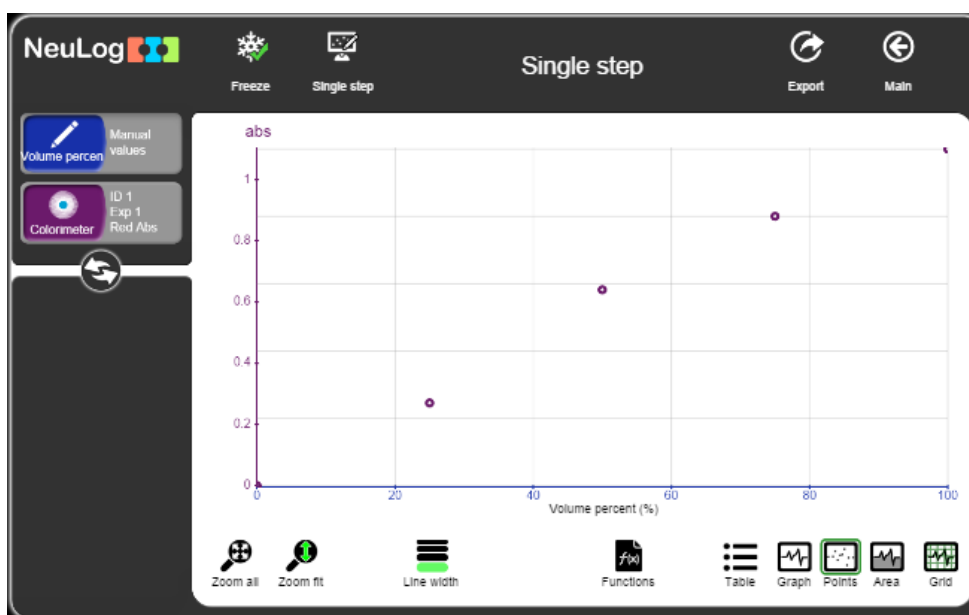 NeuLog
Freeze
Single step
Single step
Export
Main
Volume percen
Manual
values
Colorimeter
ID 1
Exp 1
Red Abs
abs
1
0.8
0.6
0.4
0.2
0
0 20 40 60 80 100
Volume percent (%)
Zoom all
Zoom fit
Line width
f(x)
Functions
Table
Graph
Points
Area
Grid